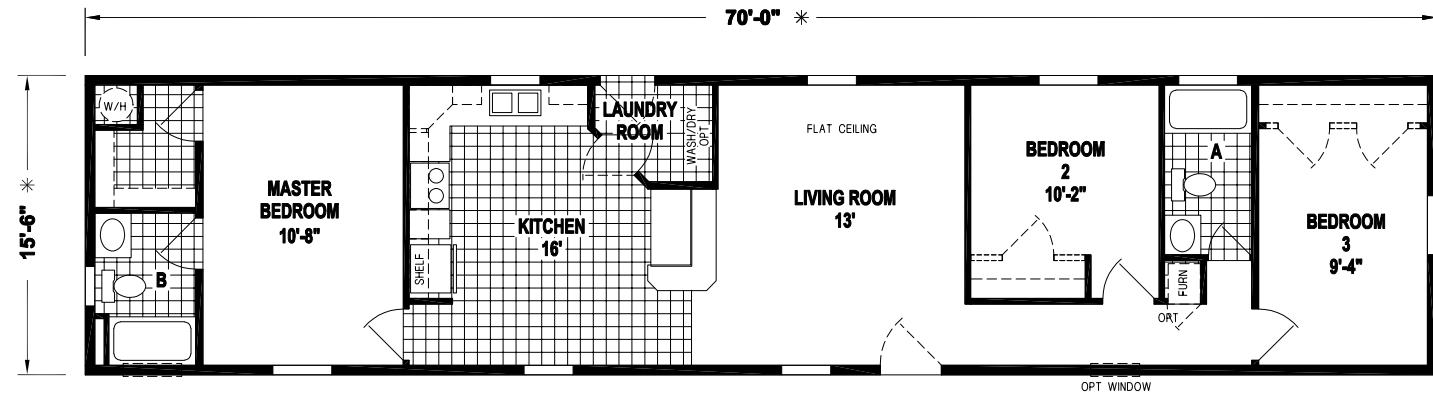 70'-0" ✳
15'-6" ✳
W/H
MASTER
BEDROOM
10'-8"
B
SHELF
KITCHEN
16'
LAUNDRY
ROOM
WASH/DRY
OPT
FLAT CEILING
LIVING ROOM
13'
BEDROOM
2
10'-2"
A
FURN
OPT
BEDROOM
3
9'-4"
OPT WINDOW